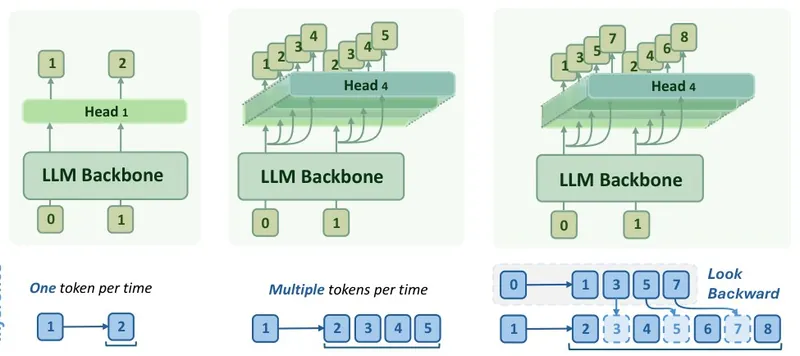 1 2
Head 1
LLM Backbone
0 1
1 2 3 4 2 3 4 5
Head 4
LLM Backbone
0 1
1 3 5 7 2 4 6 8
Head 4
LLM Backbone
0 1
One token per time
1 2
Multiple tokens per time
1 2 3 4 5
0 1 3 5 7
Look
Backward
1 2 3 4 5 6 7 8